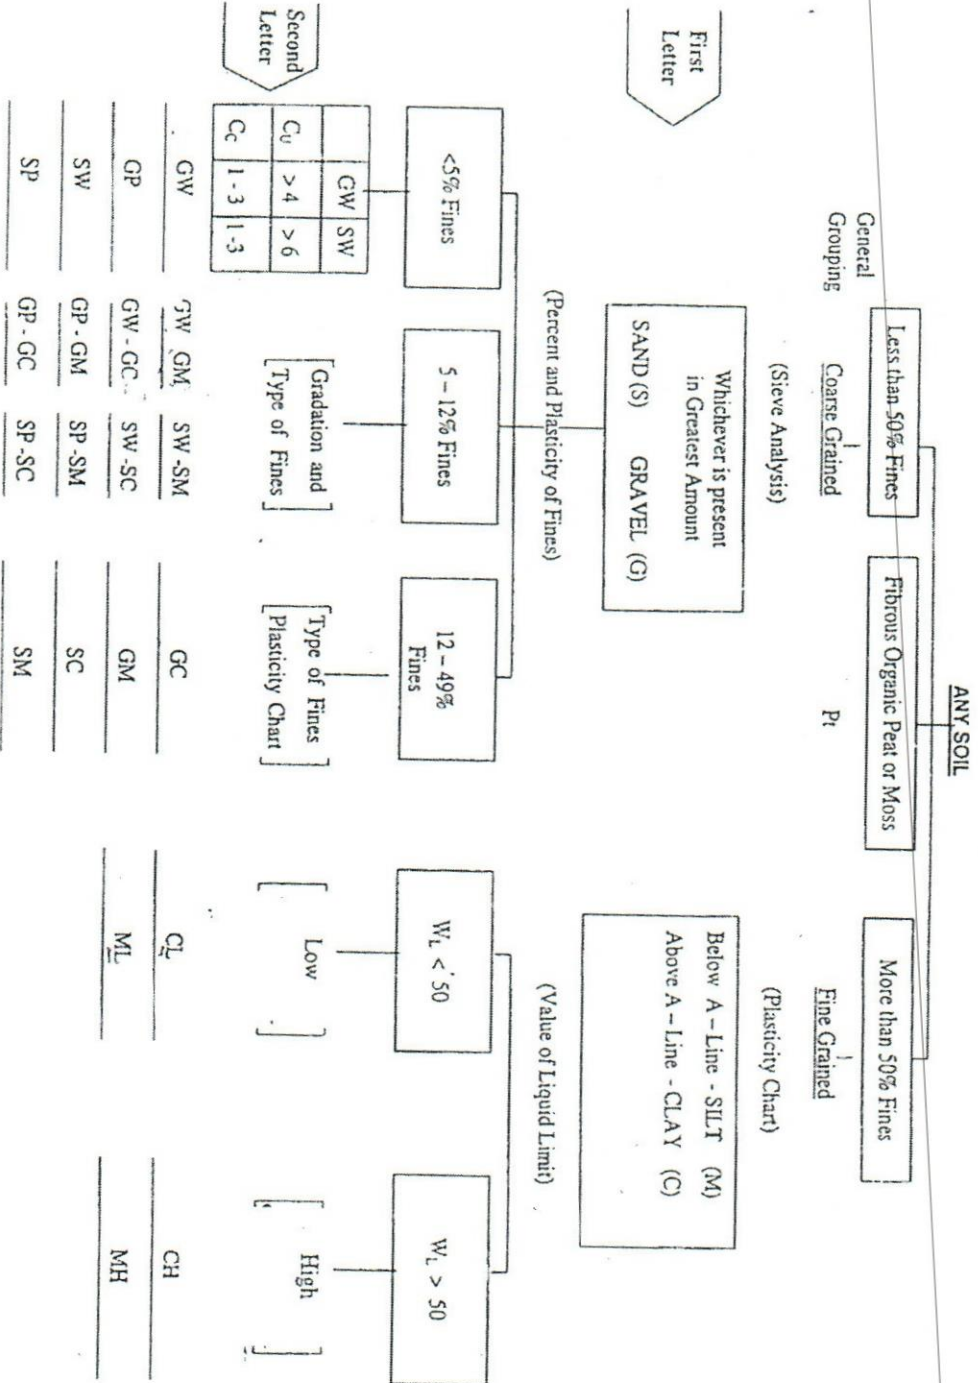 ANY SOIL
General
Grouping
Less than 50% Fines
Fibrous Organic Peat or Moss
More than 50% Fines
Coarse Grained
Pt
Fine Grained
(Sieve Analysis)
(Plasticity Chart)
First
Letter
Whichever is present
in Greatest Amount
SAND (S) GRAVEL (G)
Below A – Line - SILT (M)
Above A – Line - CLAY (C)
(Percent and Plasticity of Fines)
(Value of Liquid Limit)
<5% Fines
5 – 12% Fines
12 – 49%
Fines
WL < 50
WL > 50
Second
Letter
GW SW
CU > 4 > 6
CC 1 - 3 1-3
[Gradation and
Type of Fines]
[Type of Fines
Plasticity Chart]
[Low]
[High]
GW GW GM SW -SM GC CL CH
GP GW - GC SW -SC GM ML MH
SW GP - GM SP -SM SC
SP GP - GC SP -SC SM